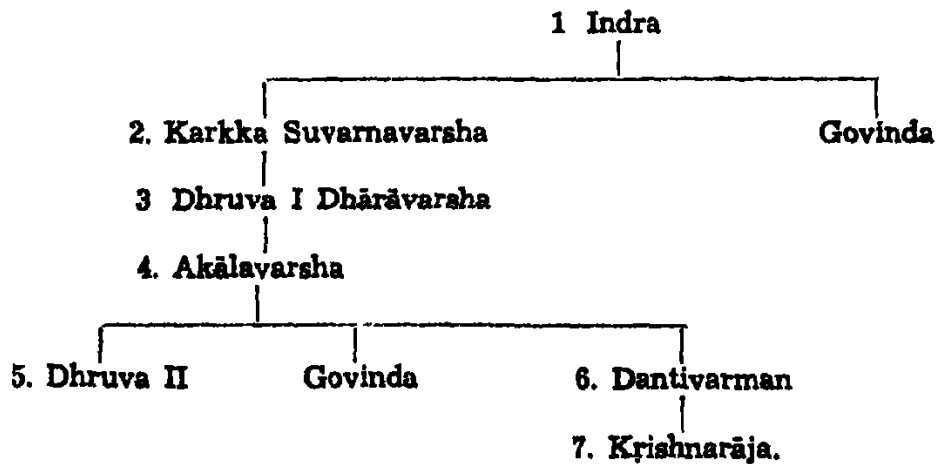 1 Indra
2. Karkka Suvarnavarsha Govinda
3 Dhruva I Dhārāvarsha
4. Akālavarsha
5. Dhruva II Govinda 6. Dantivarman
7. Kṛishnarāja.